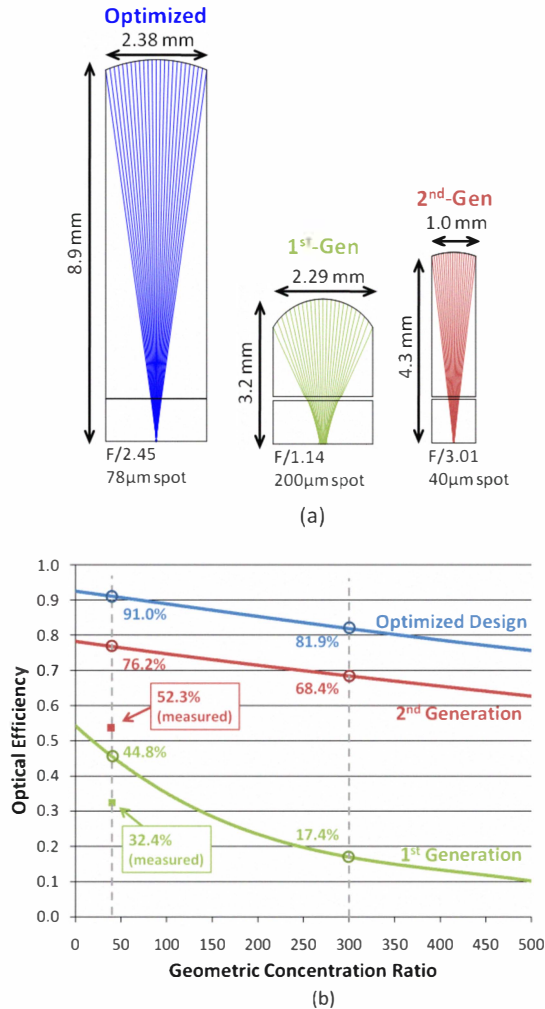 Optimized
2.38 mm
8.9 mm
F/2.45
78µm spot
1st-Gen
2.29 mm
3.2 mm
F/1.14
200µm spot
2nd-Gen
1.0 mm
4.3 mm
F/3.01
40µm spot
(a)
Optical Efficiency
1.0
0.9
0.8
0.7
0.6
0.5
0.4
0.3
0.2
0.1
0.0
91.0%
81.9%
Optimized Design
76.2%
68.4%
2nd Generation
52.3%
(measured)
44.8%
17.4%
32.4%
(measured)
1st Generation
0 50 100 150 200 250 300 350 400 450 500
Geometric Concentration Ratio
(b)